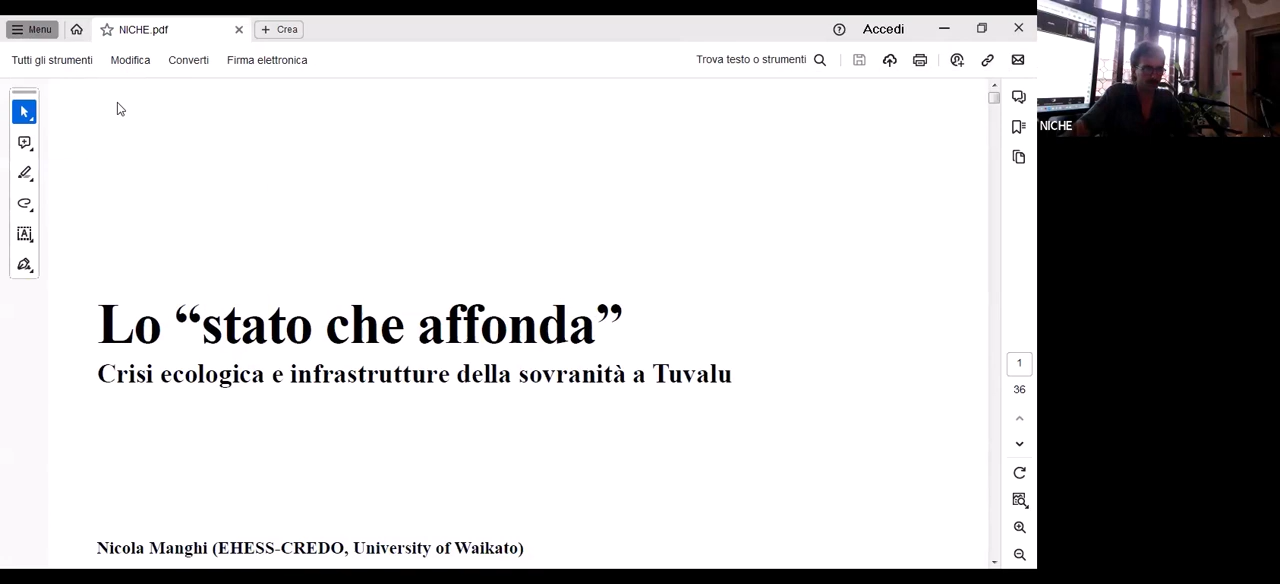 Menu
NICHE.pdf
Crea
Accedi
Tutti gli strumenti
Modifica
Converti
Firma elettronica
Trova testo o strumenti
NICHE
Lo “stato che affonda”
Crisi ecologica e infrastrutture della sovranità a Tuvalu
1
36
Nicola Manghi (EHESS-CREDO, University of Waikato)